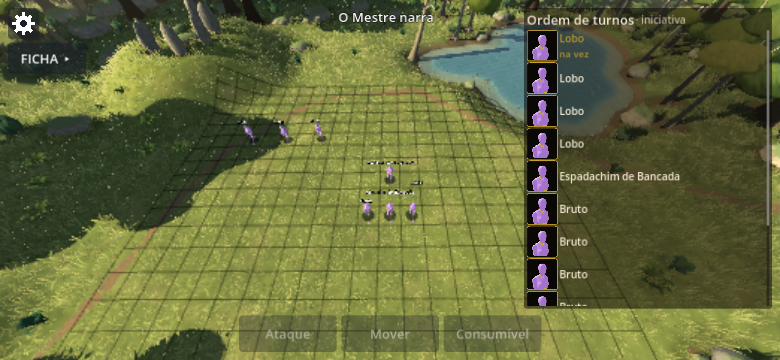 O Mestre narra
FICHA
Ordem de turnos iniciativa
Lobo
na vez
Lobo
Lobo
Lobo
Espadachim de Bancada
Bruto
Bruto
Bruto
Ataque
Mover
Consumível